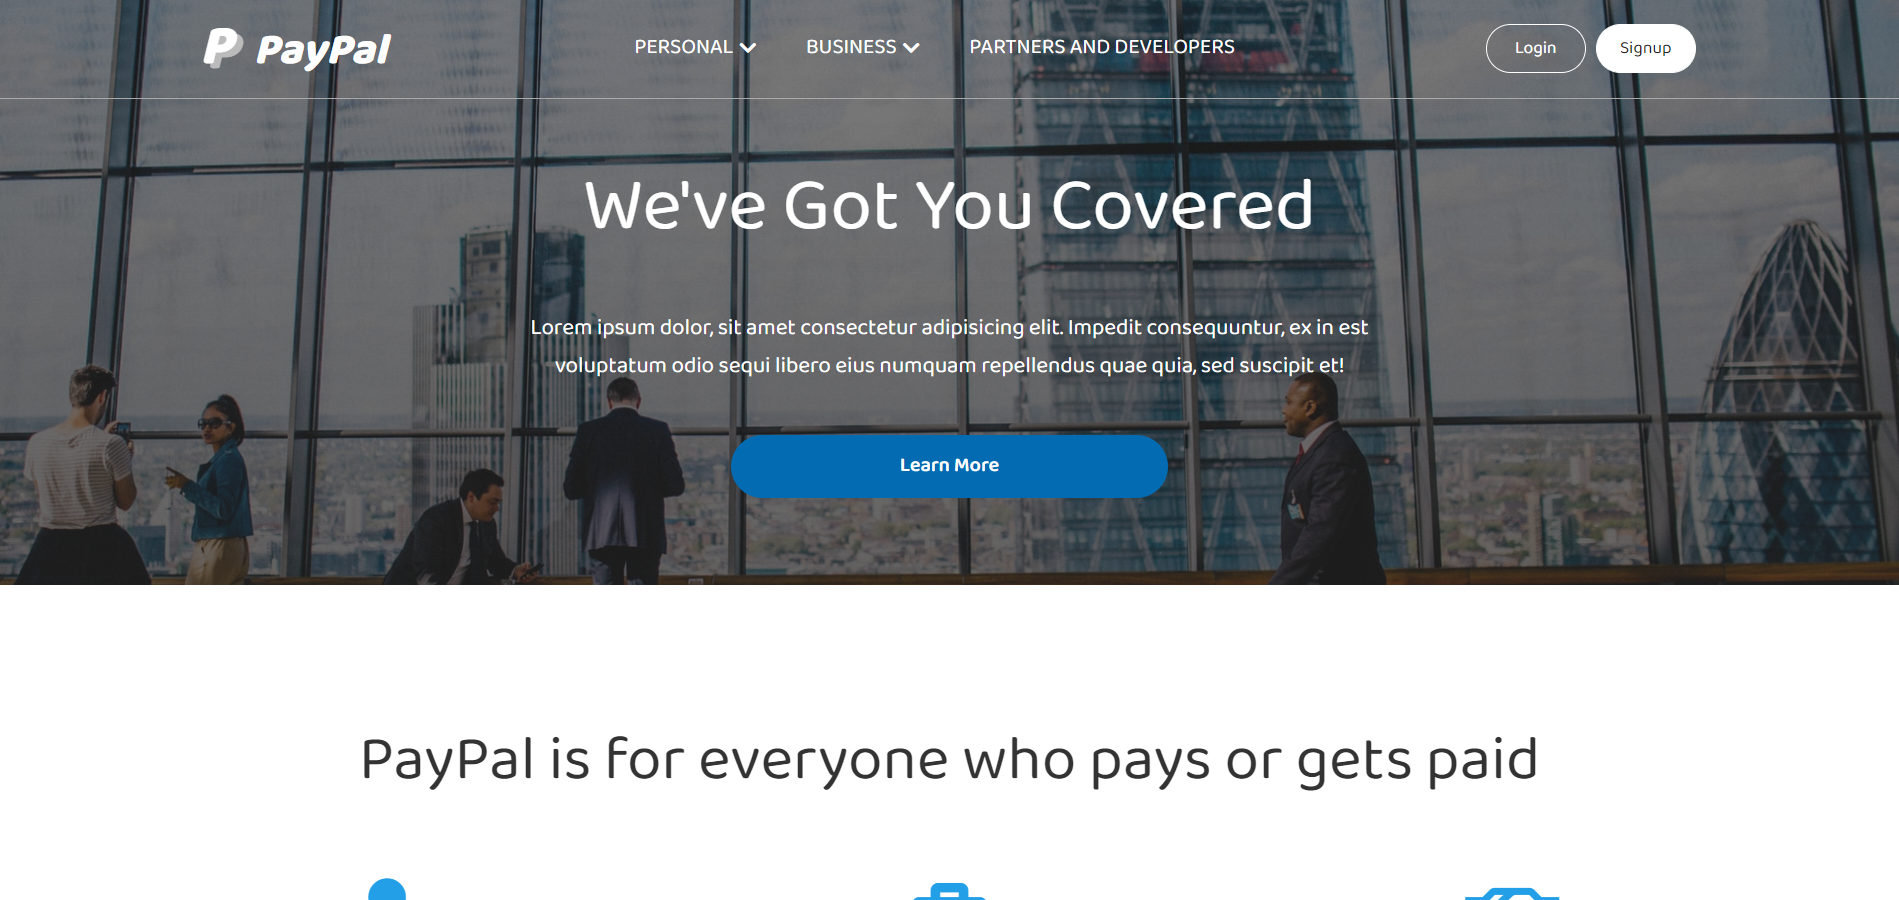 PayPal
PERSONAL
BUSINESS
PARTNERS AND DEVELOPERS
Login
Signup
We've Got You Covered
Lorem ipsum dolor, sit amet consectetur adipisicing elit. Impedit consequuntur, ex in est
voluptatum odio sequi libero eius numquam repellendus quae quia, sed suscipit et!
Learn More
PayPal is for everyone who pays or gets paid